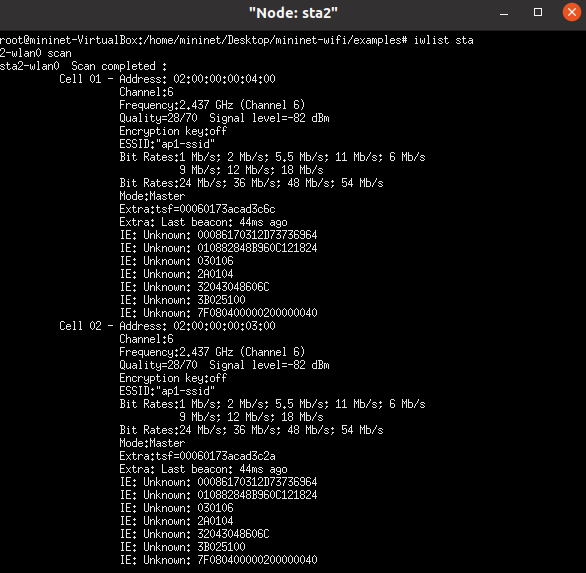 "Node: sta2"
root@mininet-VirtualBox:/home/mininet/Desktop/mininet-wifi/examples# iwlist sta
2-wlan0 scan
sta2-wlan0  Scan completed :
Cell 01 - Address: 02:00:00:00:04:00
Channel:6
Frequency:2.437 GHz (Channel 6)
Quality=28/70  Signal level=-82 dBm
Encryption key:off
ESSID:"ap1-ssid"
Bit Rates:1 Mb/s; 2 Mb/s; 5.5 Mb/s; 11 Mb/s; 6 Mb/s
9 Mb/s; 12 Mb/s; 18 Mb/s
Bit Rates:24 Mb/s; 36 Mb/s; 48 Mb/s; 54 Mb/s
Mode:Master
Extra:tsf=00060173acad3c6c
Extra: Last beacon: 44ms ago
IE: Unknown: 00086170312D73736964
IE: Unknown: 010882848B960C121824
IE: Unknown: 030106
IE: Unknown: 2A0104
IE: Unknown: 32043048606C
IE: Unknown: 3B025100
IE: Unknown: 7F080400000200000040
Cell 02 - Address: 02:00:00:00:03:00
Channel:6
Frequency:2.437 GHz (Channel 6)
Quality=28/70  Signal level=-82 dBm
Encryption key:off
ESSID:"ap1-ssid"
Bit Rates:1 Mb/s; 2 Mb/s; 5.5 Mb/s; 11 Mb/s; 6 Mb/s
9 Mb/s; 12 Mb/s; 18 Mb/s
Bit Rates:24 Mb/s; 36 Mb/s; 48 Mb/s; 54 Mb/s
Mode:Master
Extra:tsf=00060173acad3c2a
Extra: Last beacon: 44ms ago
IE: Unknown: 00086170312D73736964
IE: Unknown: 010882848B960C121824
IE: Unknown: 030106
IE: Unknown: 2A0104
IE: Unknown: 32043048606C
IE: Unknown: 3B025100
IE: Unknown: 7F080400000200000040